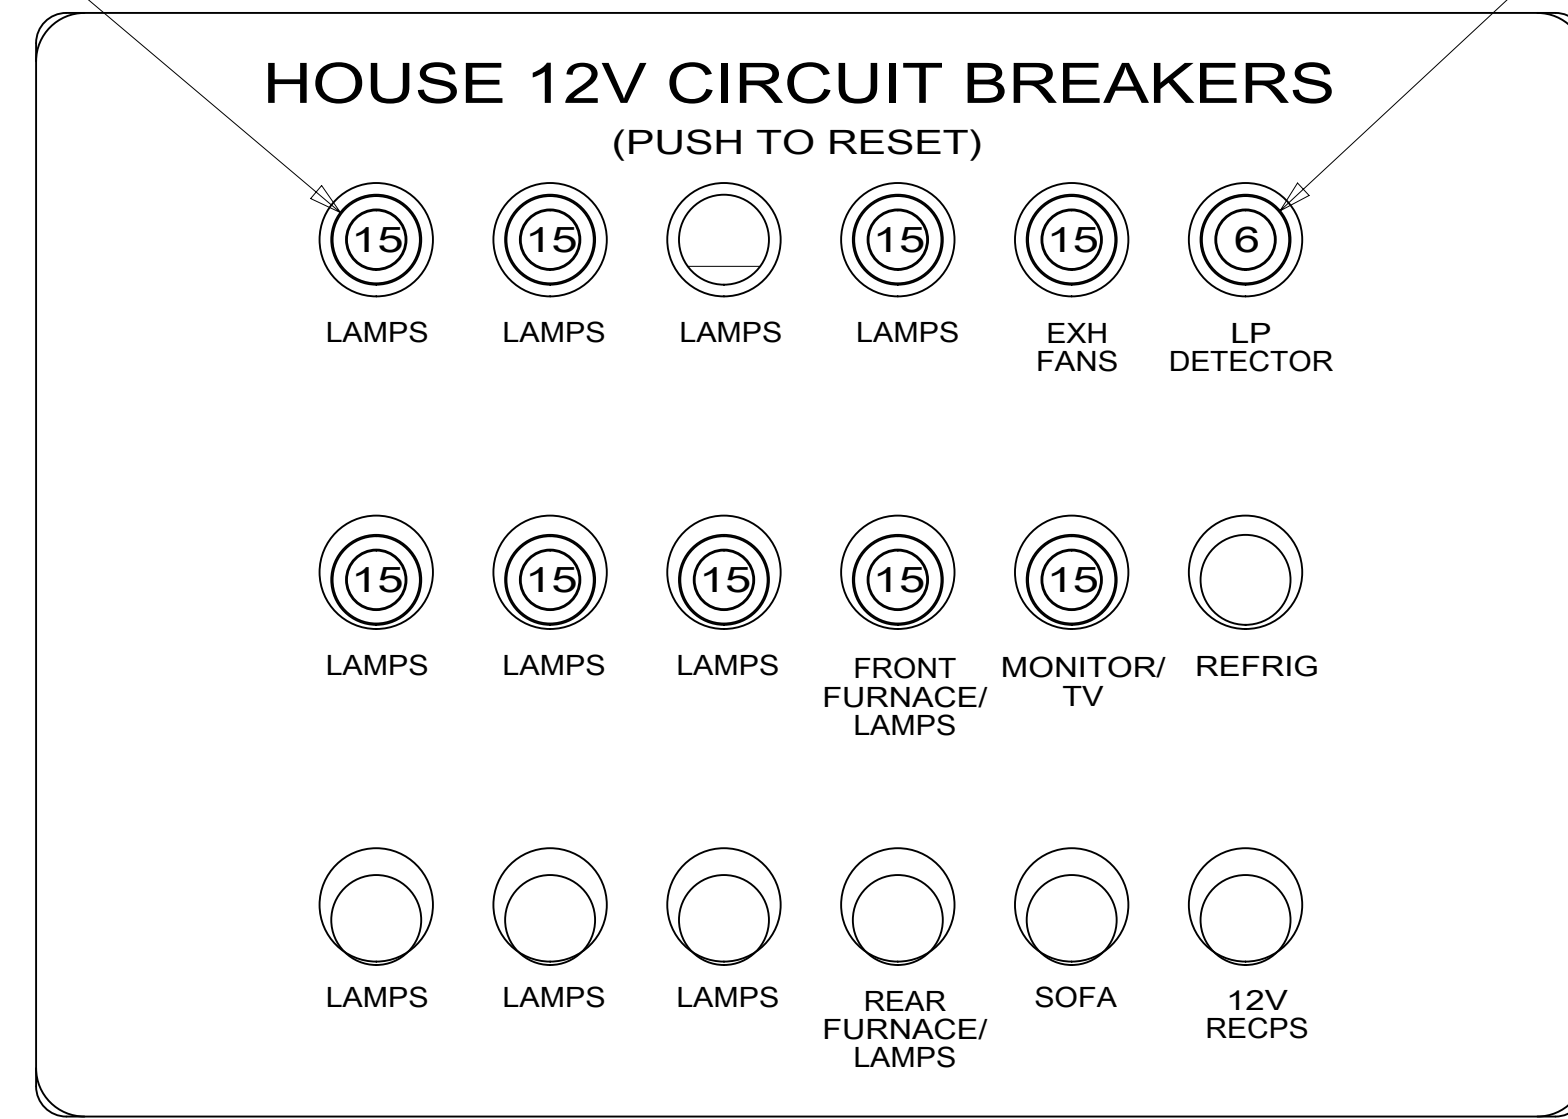 HOUSE 12V CIRCUIT BREAKERS
(PUSH TO RESET)
15 15 15 15 6
LAMPS LAMPS LAMPS LAMPS EXH LP
FANS DETECTOR
15 15 15 15 15
LAMPS LAMPS LAMPS FRONT MONITOR/ REFRIG
FURNACE/ TV
LAMPS
LAMPS LAMPS LAMPS REAR SOFA 12V
FURNACE/ RECPS
LAMPS